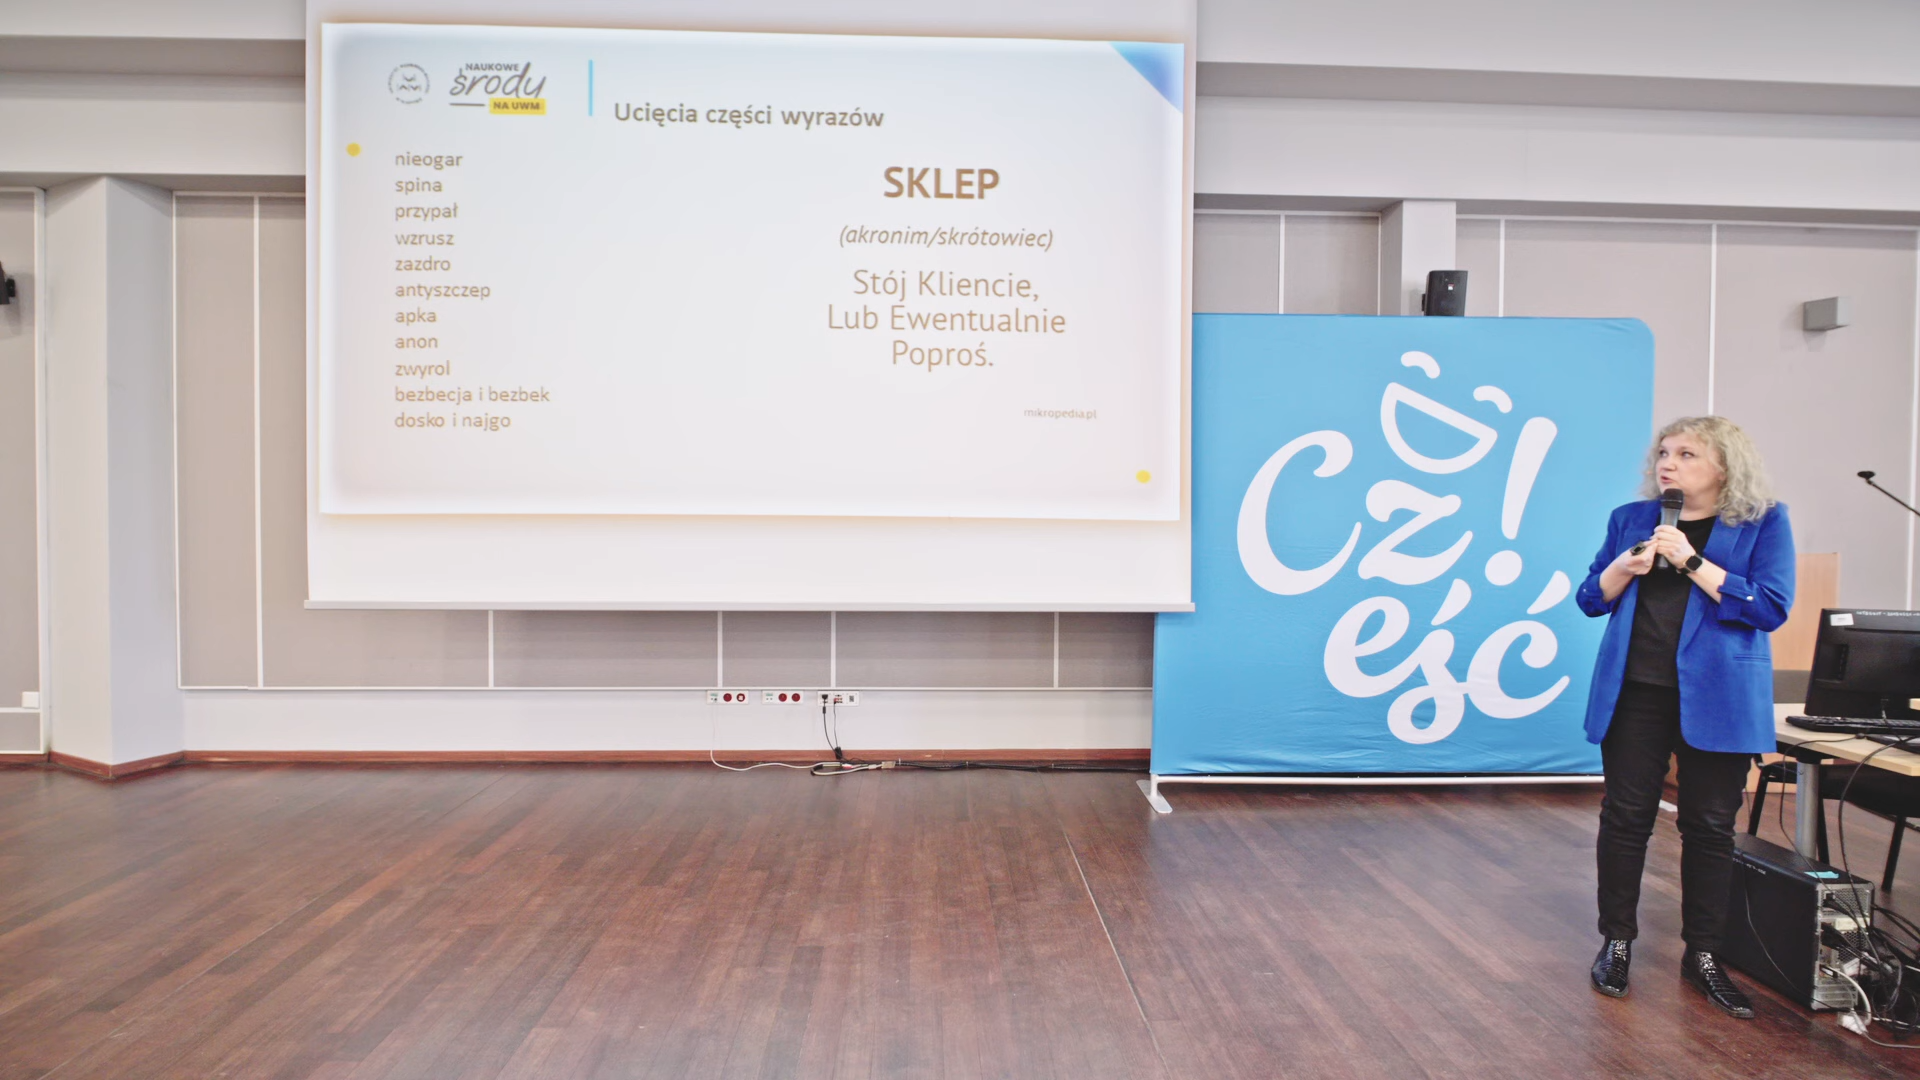 NAUKOWE
środy
NA UWM
Ucięcia części wyrazów
nieogar
spina
przypał
wzrusz
zazdro
antyszczep
apka
anon
zwyrol
bezbecja i bezbek
dosko i najgo
SKLEP
(akronim/skrótowiec)
Stój Kliencie,
Lub Ewentualnie
Poproś.
mikropedia.pl
Cz!
eść